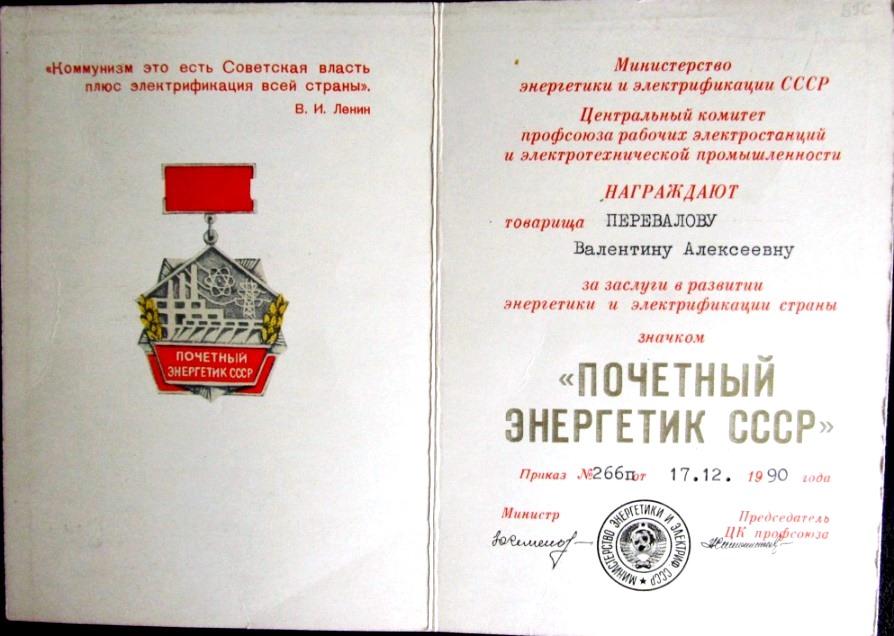 «Коммунизм это есть Советская власть
плюс электрификация всей страны».
В. И. Ленин
ПОЧЕТНЫЙ
ЭНЕРГЕТИК СССР
Министерство
энергетики и электрификации СССР
Центральный комитет
профсоюза рабочих электростанций
и электротехнической промышленности
НАГРАЖДАЮТ
товарища ПЕРЕВАЛОВУ
Валентину Алексеевну
за заслуги в развитии
энергетики и электрификации страны
значком
«ПОЧЕТНЫЙ
ЭНЕРГЕТИК СССР»
Приказ №266п от 17.12. 1990 года
Министр
Председатель
ЦК профсоюза
МИНИСТЕРСТВО ЭНЕРГЕТИКИ И ЭЛЕКТРИФ. СССР